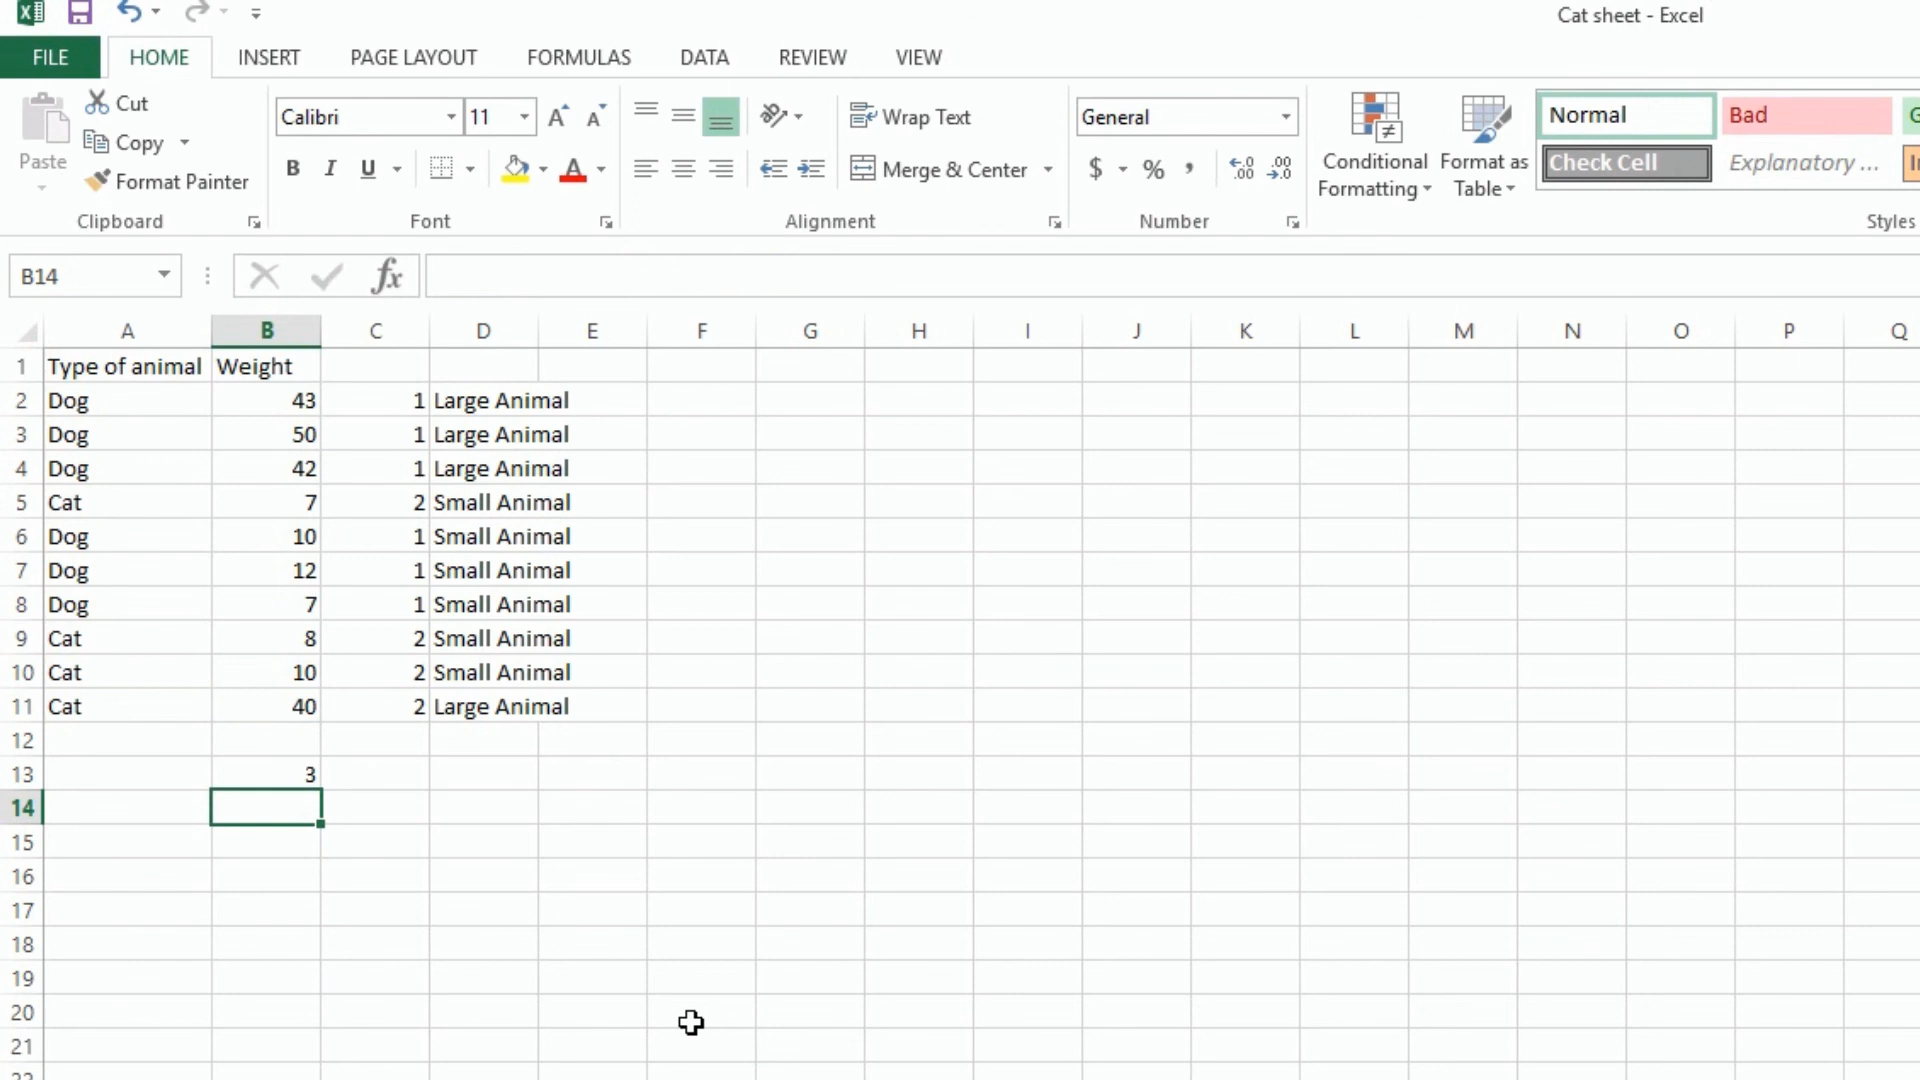 Cat sheet - Excel
FILE HOME INSERT PAGE LAYOUT FORMULAS DATA REVIEW VIEW
Paste
Cut
Copy
Format Painter
Clipboard
Calibri 11
B I U A
Font
Wrap Text
Merge & Center
Alignment
General
$ % , .00
Number
Conditional Formatting
Format as Table
Normal Bad G
Check Cell Explanatory ... In
Styles
B14 fx
A B C D E F G H I J K L M N O P Q
1 Type of animal Weight
2 Dog 43 1 Large Animal
3 Dog 50 1 Large Animal
4 Dog 42 1 Large Animal
5 Cat 7 2 Small Animal
6 Dog 10 1 Small Animal
7 Dog 12 1 Small Animal
8 Dog 7 1 Small Animal
9 Cat 8 2 Small Animal
10 Cat 10 2 Small Animal
11 Cat 40 2 Large Animal
12
13 3
14
15
16
17
18
19
20
21